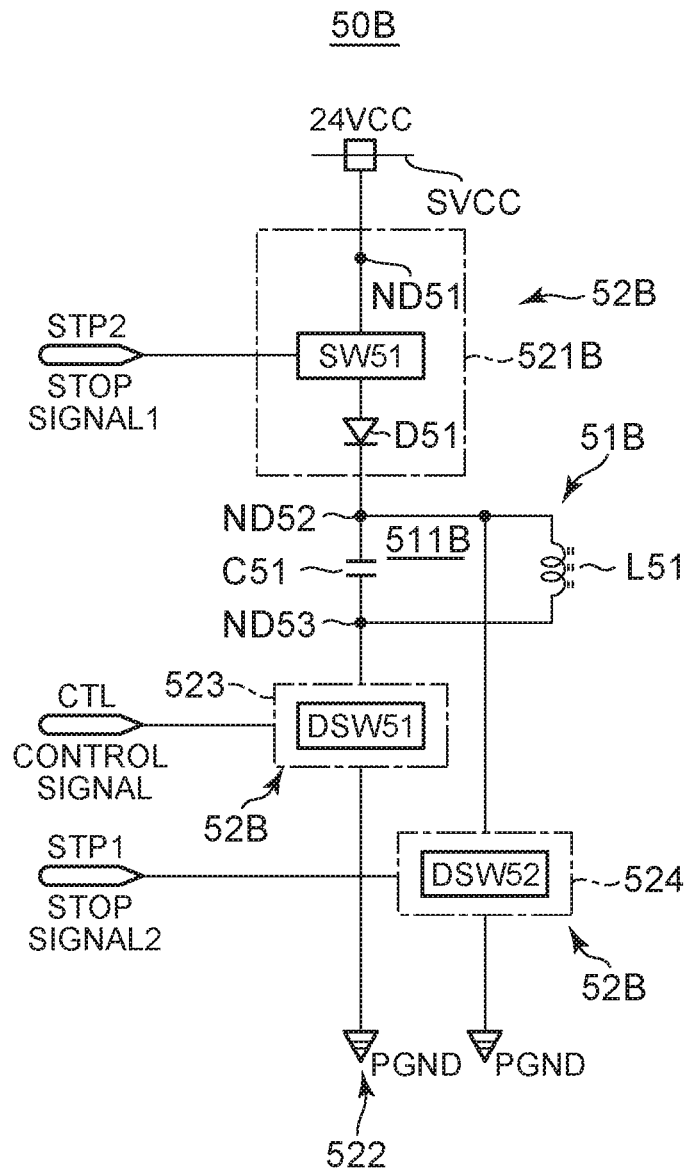 50B
24VCC
SVCC
ND51
52B
STP2
SW51
521B
STOP
SIGNAL1
D51
51B
ND52
511B
C51
L51
ND53
523
CTL
DSW51
CONTROL
SIGNAL
52B
STP1
DSW52
524
STOP
SIGNAL2
52B
PGND
PGND
522